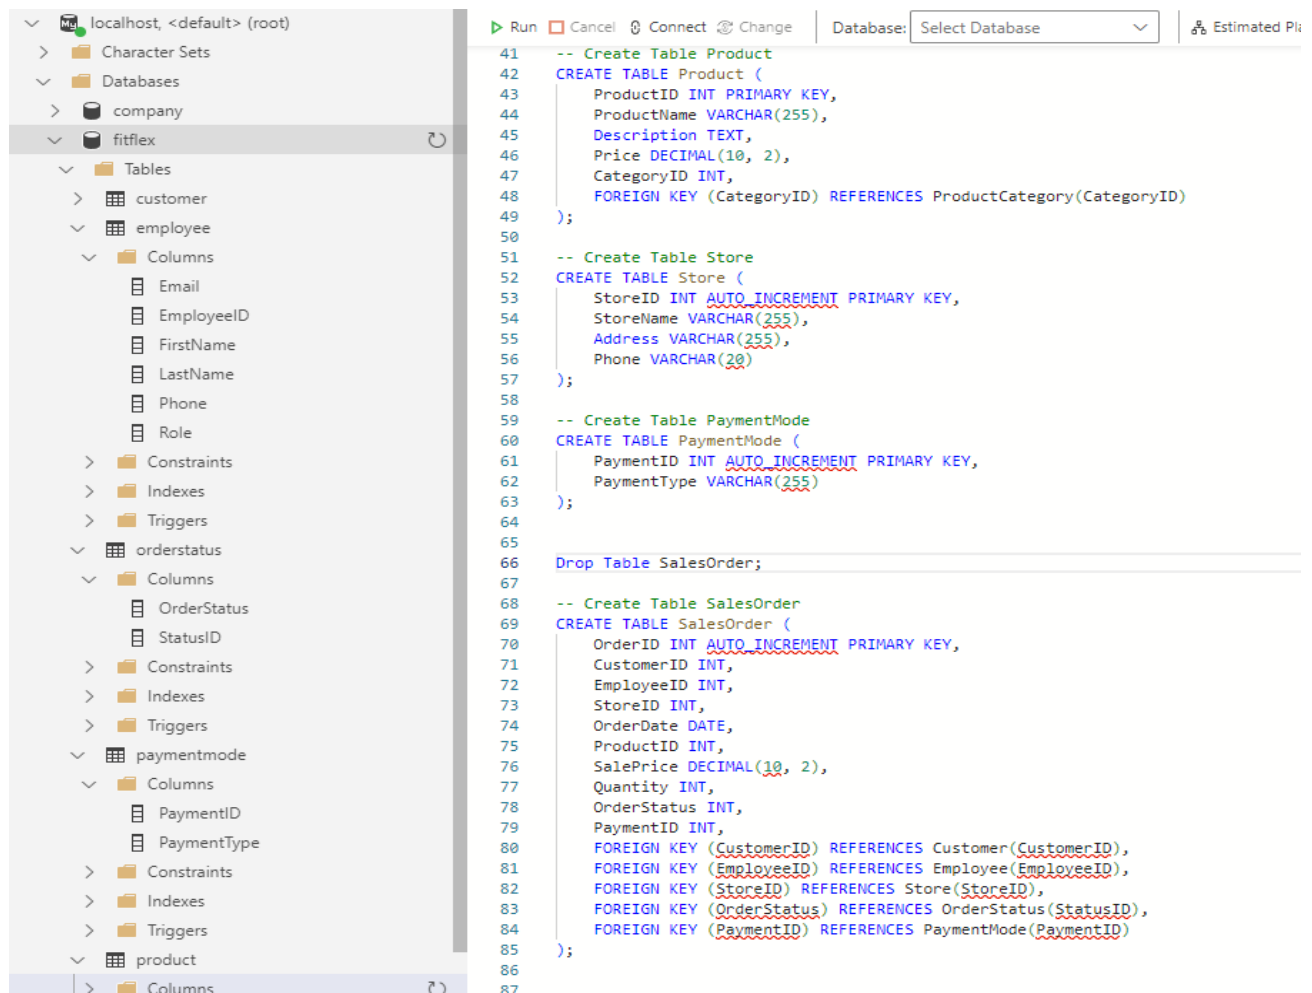 localhost, <default> (root)
Character Sets
Databases
company
fitflex
Tables
customer
employee
Columns
Email
EmployeeID
FirstName
LastName
Phone
Role
Constraints
Indexes
Triggers
orderstatus
Columns
OrderStatus
StatusID
Constraints
Indexes
Triggers
paymentmode
Columns
PaymentID
PaymentType
Constraints
Indexes
Triggers
product
Columns
Run Cancel Connect Change Database: Select Database Estimated Pla
41 -- Create Table Product
42 CREATE TABLE Product (
43 ProductID INT PRIMARY KEY,
44 ProductName VARCHAR(255),
45 Description TEXT,
46 Price DECIMAL(10, 2),
47 CategoryID INT,
48 FOREIGN KEY (CategoryID) REFERENCES ProductCategory(CategoryID)
49 );
50
51 -- Create Table Store
52 CREATE TABLE Store (
53 StoreID INT AUTO_INCREMENT PRIMARY KEY,
54 StoreName VARCHAR(255),
55 Address VARCHAR(255),
56 Phone VARCHAR(20)
57 );
58
59 -- Create Table PaymentMode
60 CREATE TABLE PaymentMode (
61 PaymentID INT AUTO_INCREMENT PRIMARY KEY,
62 PaymentType VARCHAR(255)
63 );
64
65
66 Drop Table SalesOrder;
67
68 -- Create Table SalesOrder
69 CREATE TABLE SalesOrder (
70 OrderID INT AUTO_INCREMENT PRIMARY KEY,
71 CustomerID INT,
72 EmployeeID INT,
73 StoreID INT,
74 OrderDate DATE,
75 ProductID INT,
76 SalePrice DECIMAL(10, 2),
77 Quantity INT,
78 OrderStatus INT,
79 PaymentID INT,
80 FOREIGN KEY (CustomerID) REFERENCES Customer(CustomerID),
81 FOREIGN KEY (EmployeeID) REFERENCES Employee(EmployeeID),
82 FOREIGN KEY (StoreID) REFERENCES Store(StoreID),
83 FOREIGN KEY (OrderStatus) REFERENCES OrderStatus(StatusID),
84 FOREIGN KEY (PaymentID) REFERENCES PaymentMode(PaymentID)
85 );
86
87